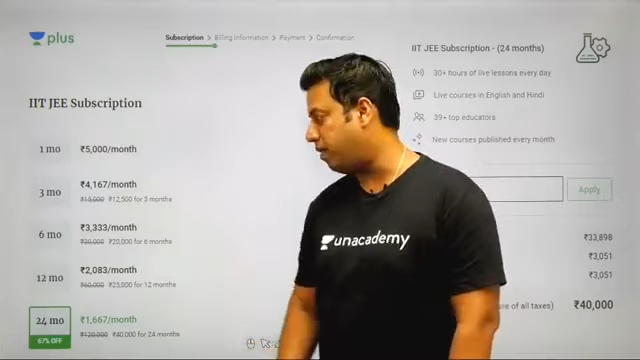 plus
Subscription > Billing Information > Payment > Confirmation
IIT JEE Subscription
1 mo ₹5,000/month
3 mo ₹4,167/month
₹15,000 ₹12,500 for 3 months
6 mo ₹3,333/month
₹30,000 ₹20,000 for 6 months
12 mo ₹2,083/month
₹60,000 ₹25,000 for 12 months
24 mo ₹1,667/month
67% OFF ₹120,000 ₹40,000 for 24 months
IIT JEE Subscription - (24 months)
30+ hours of live lessons every day
Live courses in English and Hindi
39+ top educators
New courses published every month
Apply
₹33,898
₹3,051
₹3,051
of all taxes) ₹40,000
unacademy